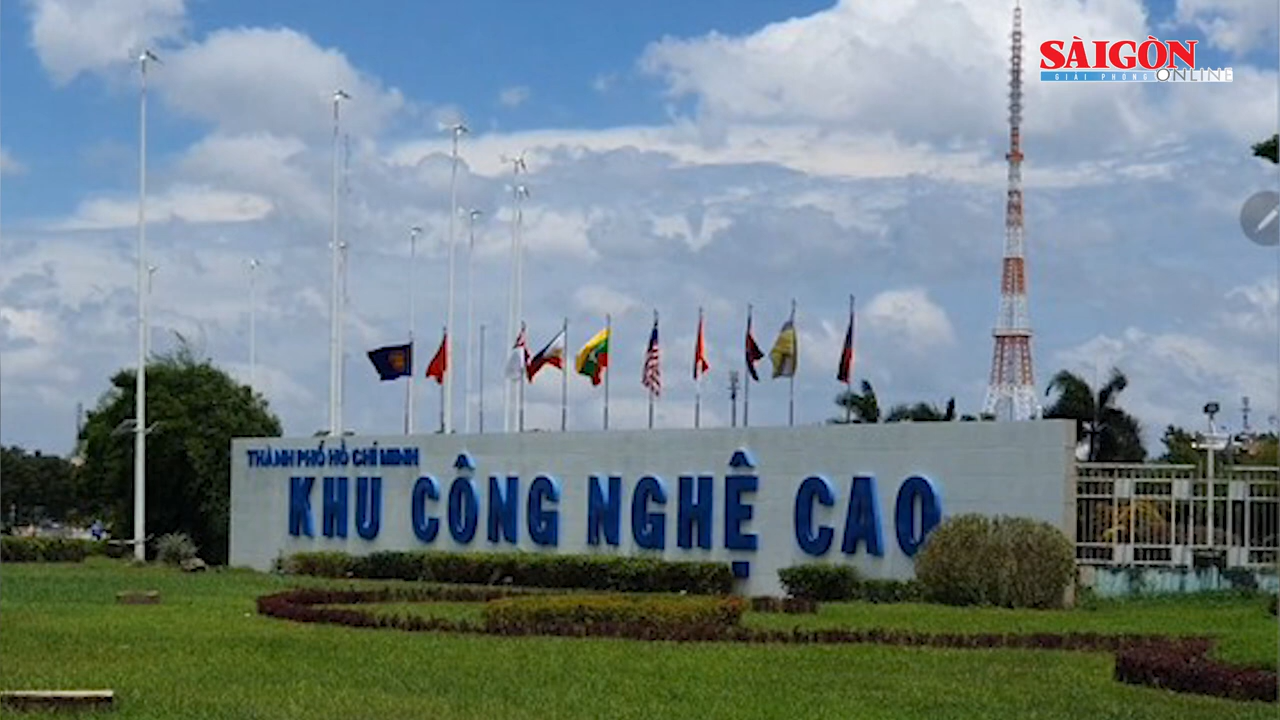 SÀIGÒN
GIẢI PHÓNG ONLINE
THÀNH PHỐ HỒ CHÍ MINH
KHU CÔNG NGHỆ CAO